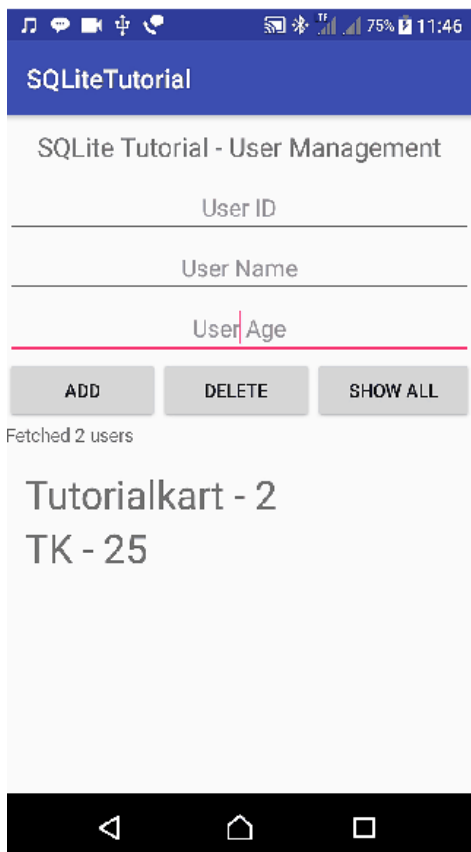 TF 75% 11:46
SQLiteTutorial
SQLite Tutorial - User Management
User ID
User Name
User Age
ADD DELETE SHOW ALL
Fetched 2 users
Tutorialkart - 2
TK - 25